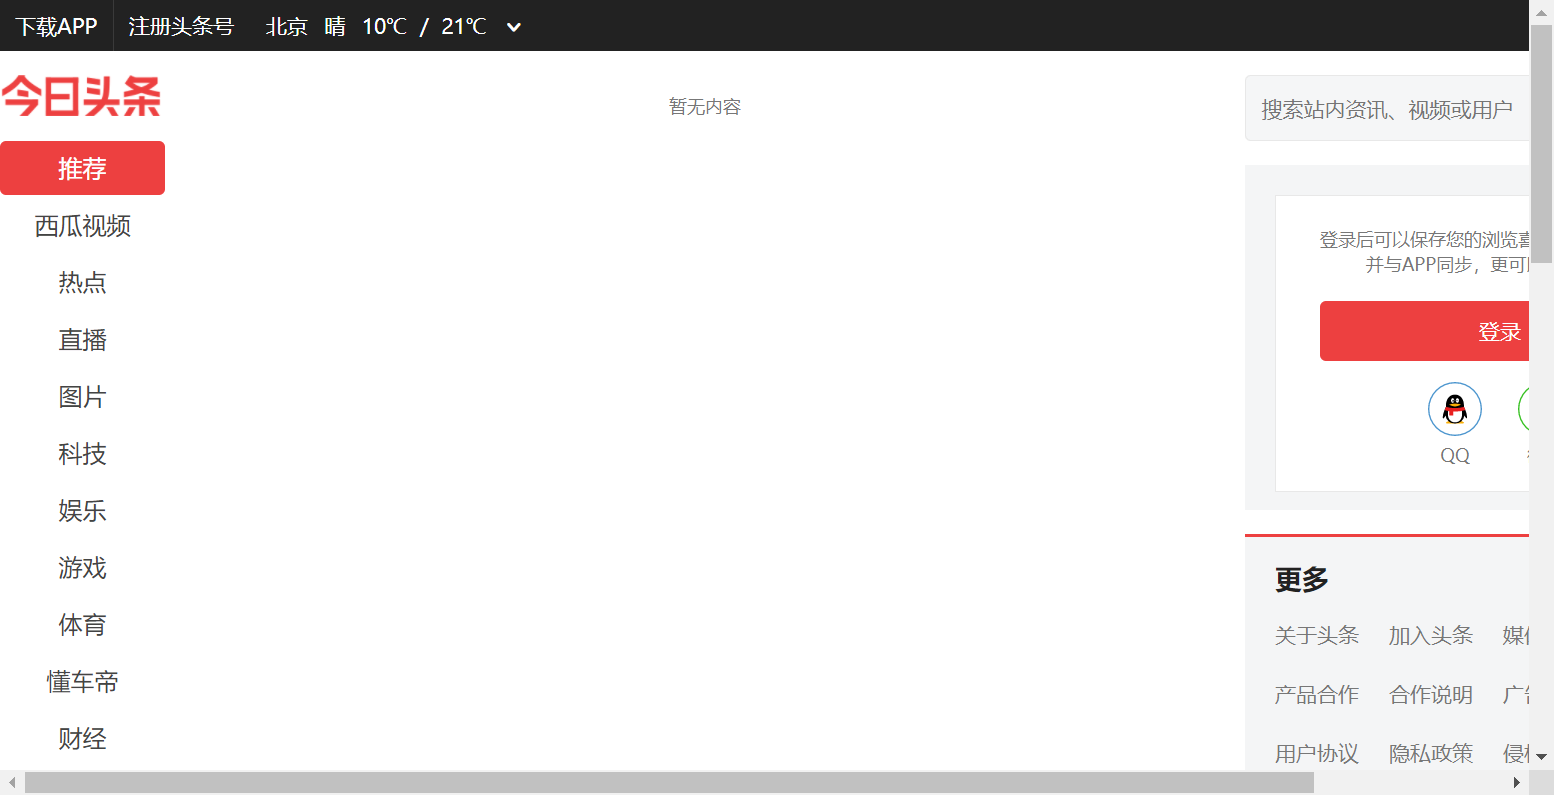 下载APP 注册头条号 北京 晴 10℃ / 21℃
今日头条
推荐
西瓜视频
热点
直播
图片
科技
娱乐
游戏
体育
懂车帝
财经
暂无内容
搜索站内资讯、视频或用户
登录后可以保存您的浏览喜
并与APP同步，更可
登录
QQ
更多
关于头条 加入头条 媒
产品合作 合作说明 广
用户协议 隐私政策 侵